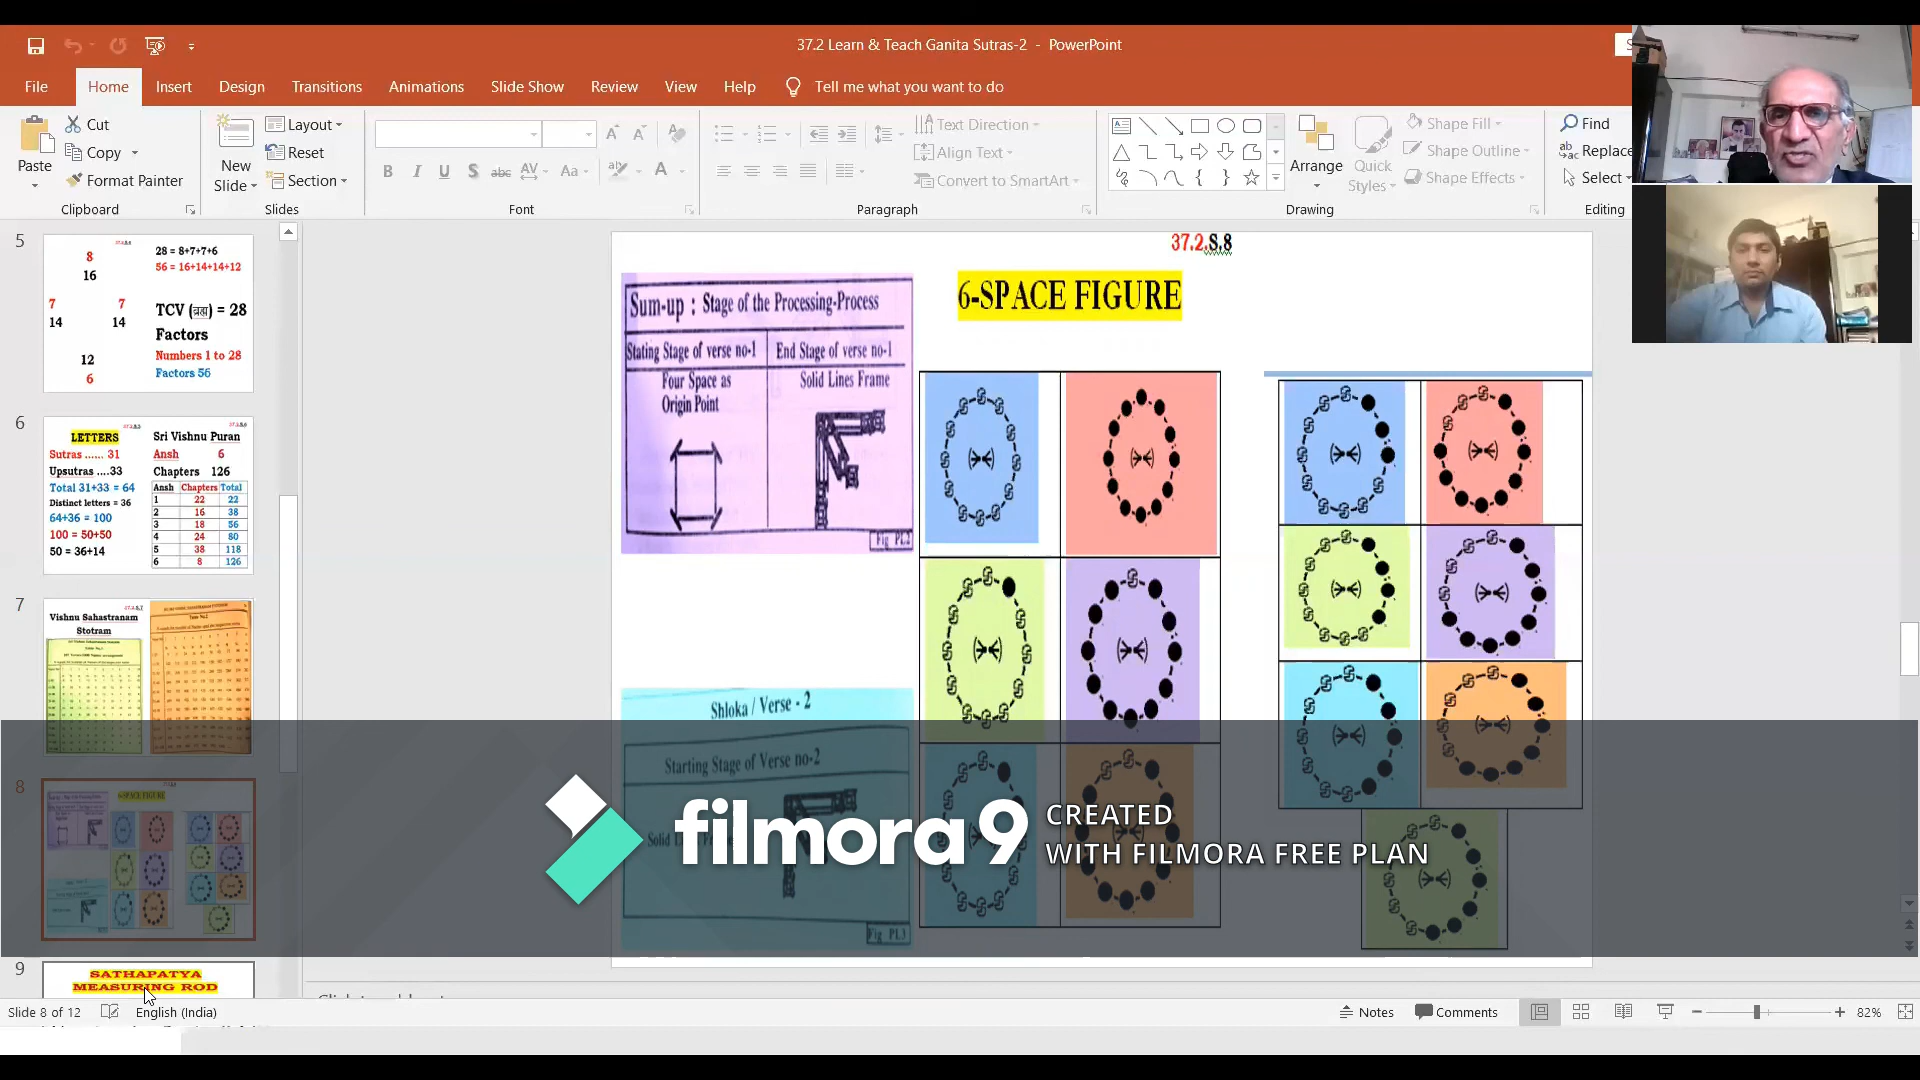 37.2 Learn & Teach Ganita Sutras-2 - PowerPoint
File Home Insert Design Transitions Animations Slide Show Review View Help Tell me what you want to do
Paste
Cut
Copy
Format Painter
Clipboard
New Slide
Layout
Reset
Section
Slides
B I U S abc AV Aa A
Font
Text Direction
Align Text
Convert to SmartArt
Paragraph
Arrange
Quick Styles
Shape Fill
Shape Outline
Shape Effects
Drawing
Find
Replace
Select
Editing
5
8
16
7 7
14 14
12
6
28 = 8+7+7+6
56 = 16+14+14+12
TCV (ब्रह्म) = 28
Factors
Numbers 1 to 28
Factors 56
6
LETTERS
Sutras ...... 31
Upsutras ....33
Total 31+33 = 64
Distinct letters = 36
64+36 = 100
100 = 50+50
50 = 36+14
Sri Vishnu Puran
Ansh 6
Chapters 126
Ansh Chapters Total
1 22 22
2 16 38
3 18 56
4 24 80
5 38 118
6 8 126
7
Vishnu Sahastranam
Stotram
8
9
SATHAPATYA
MEASURING ROD
37.2.S.8
6-SPACE FIGURE
Sum-up : Stage of the Processing-Process
Stating Stage of verse no-1 End Stage of verse no-1
Four Space as Solid Lines Frame
Origin Point
Fig PL2
Shloka / Verse - 2
Starting Stage of Verse no-2
Fig PL3
filmora9
CREATED
WITH FILMORA FREE PLAN
Slide 8 of 12 English (India)
Notes Comments 82%